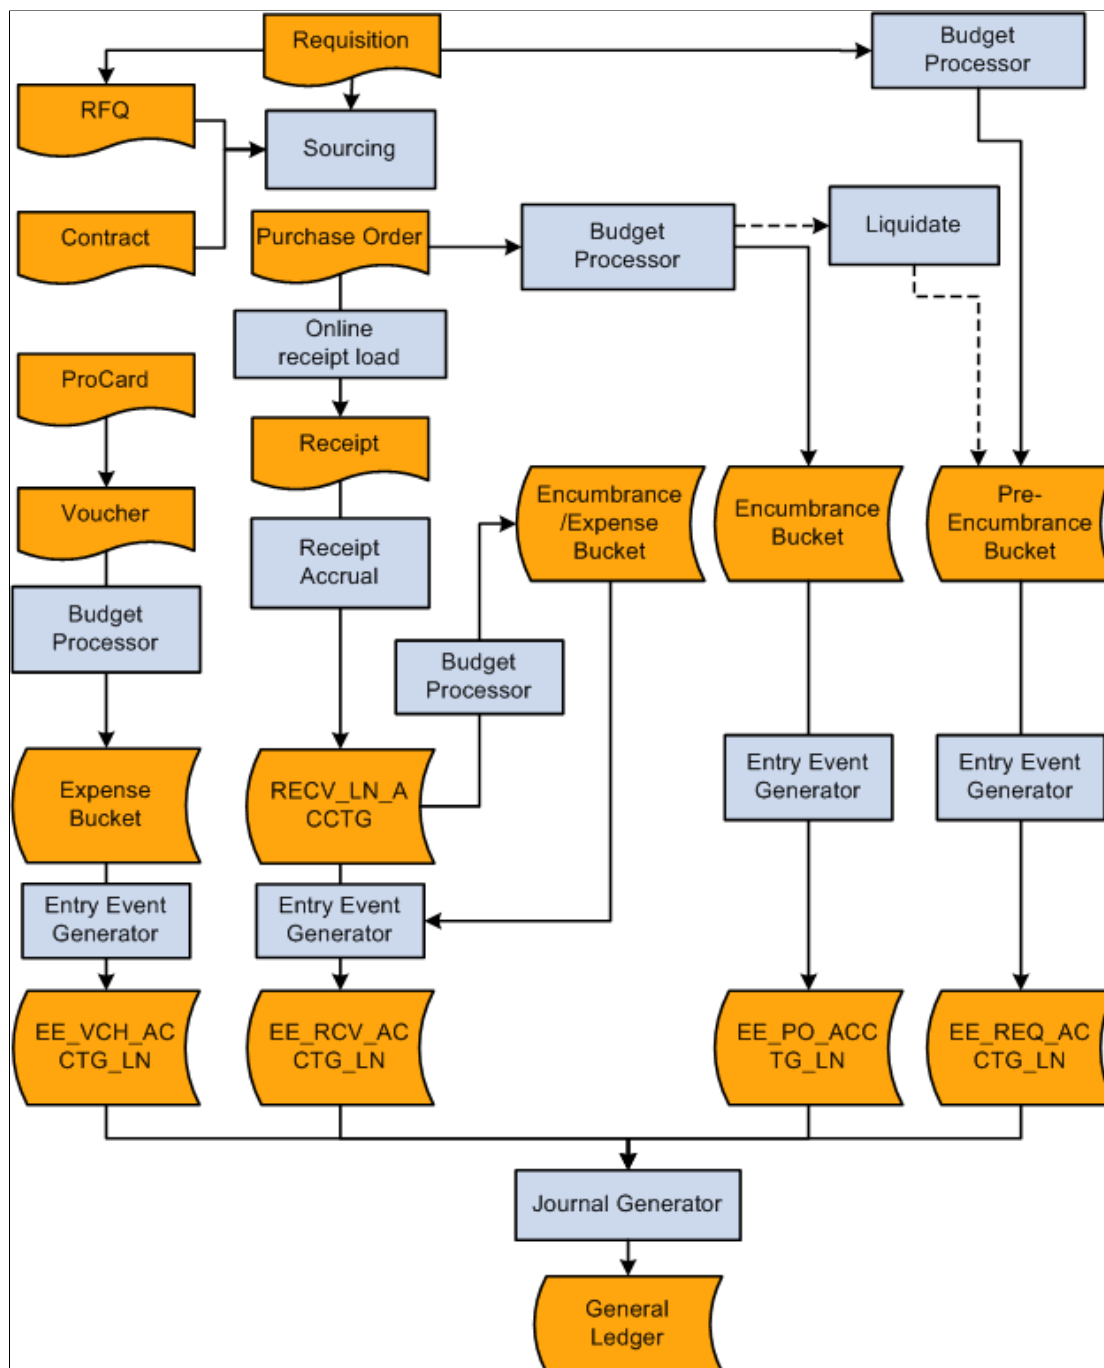 Requisition
Budget
Processor
RFQ
Sourcing
Contract
Purchase Order
Budget
Processor
Liquidate
Online
receipt load
ProCard
Receipt
Voucher
Receipt
Accrual
Encumbrance
/Expense
Bucket
Encumbrance
Bucket
Pre-
Encumbrance
Bucket
Budget
Processor
Budget
Processor
Expense
Bucket
RECV_LN_A
CCTG
Entry Event
Generator
Entry Event
Generator
Entry Event
Generator
Entry Event
Generator
EE_VCH_AC
CTG_LN
EE_RCV_AC
CTG_LN
EE_PO_ACC
TG_LN
EE_REQ_AC
CTG_LN
Journal Generator
General
Ledger